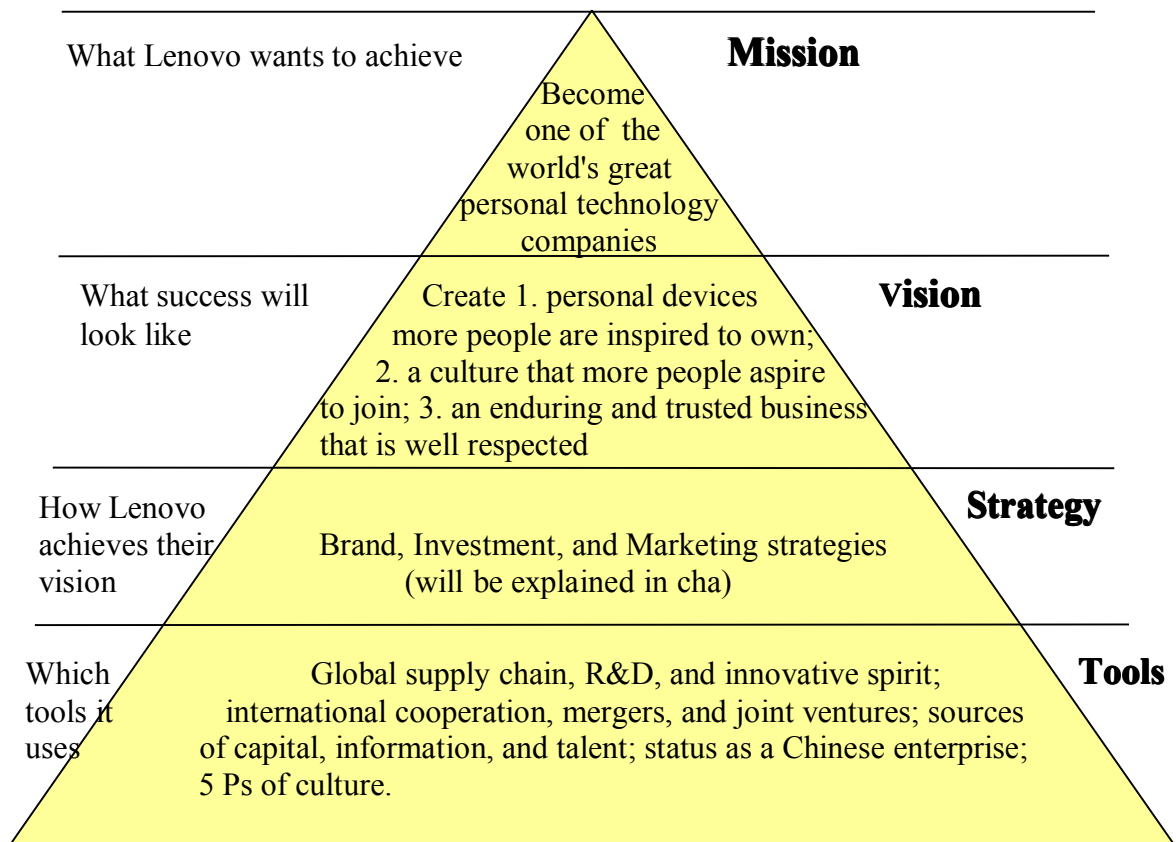 What Lenovo wants to achieve
Mission
Become
one of the
world's great
personal technology
companies
What success will
look like
Create 1. personal devices
more people are inspired to own;
2. a culture that more people aspire
to join; 3. an enduring and trusted business
that is well respected
Vision
How Lenovo
achieves their
vision
Brand, Investment, and Marketing strategies
(will be explained in cha)
Strategy
Which
tools it
uses
Global supply chain, R&D, and innovative spirit;
international cooperation, mergers, and joint ventures; sources
of capital, information, and talent; status as a Chinese enterprise;
5 Ps of culture.
Tools